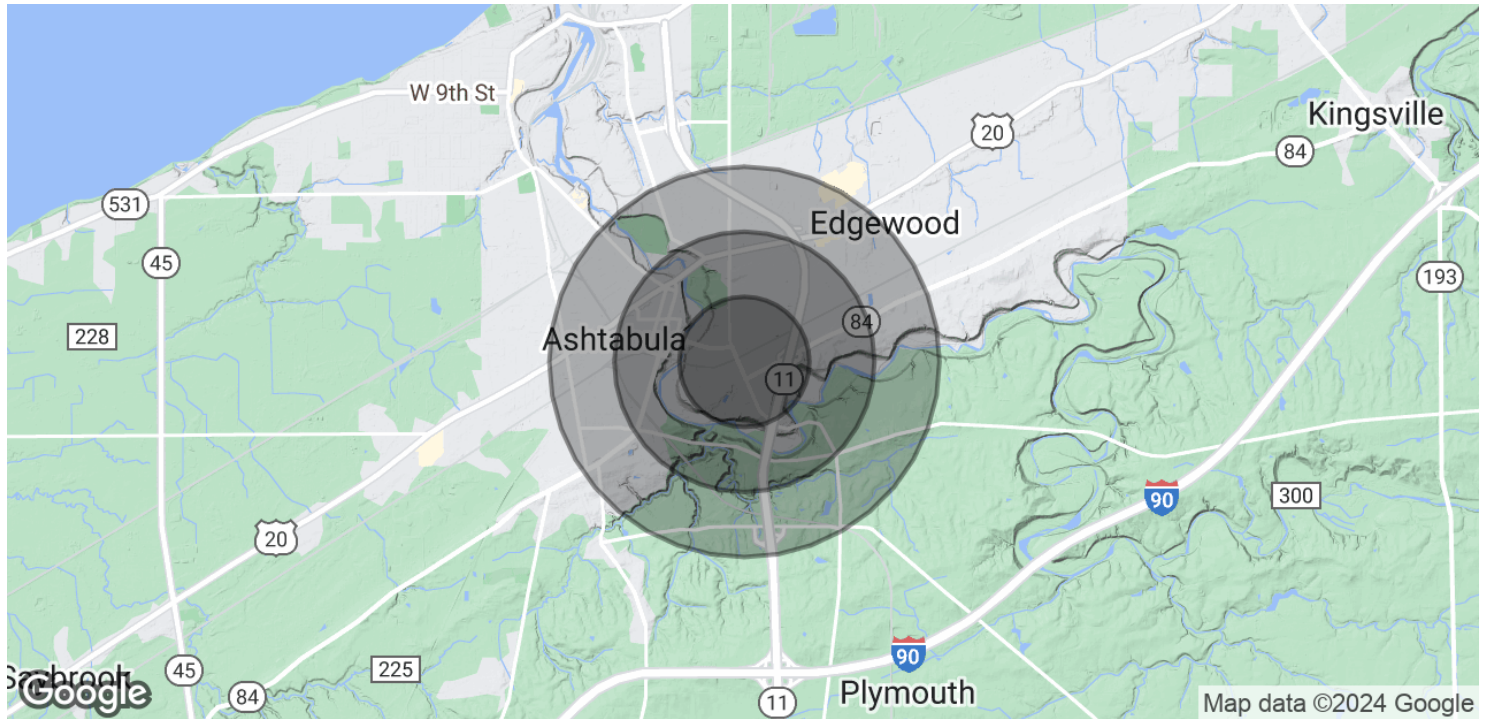 W 9th St
20
Kingsville
84
531
Edgewood
45
193
84
228
Ashtabula
11
90
300
20
90
Saybrook
45
225
84
Plymouth
11
Google
Map data ©2024 Google